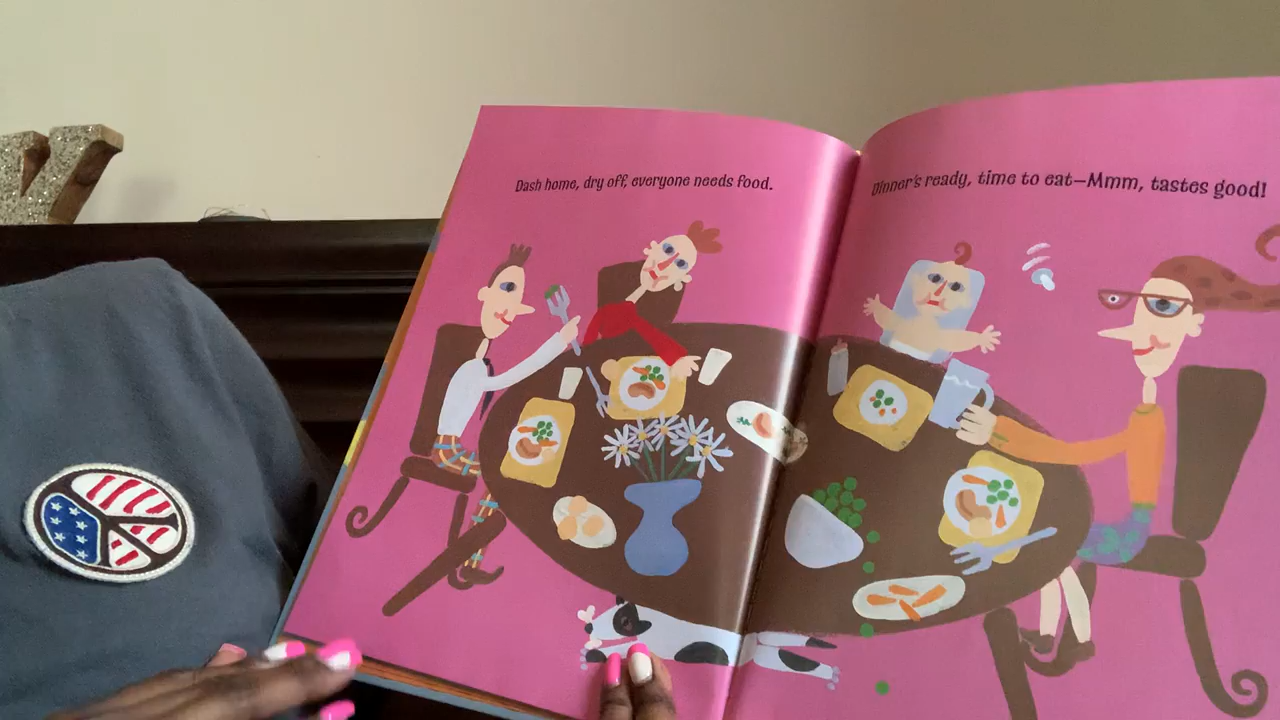 Dash home, dry off, everyone needs food.
Dinner's ready, time to eat—Mmm, tastes good!